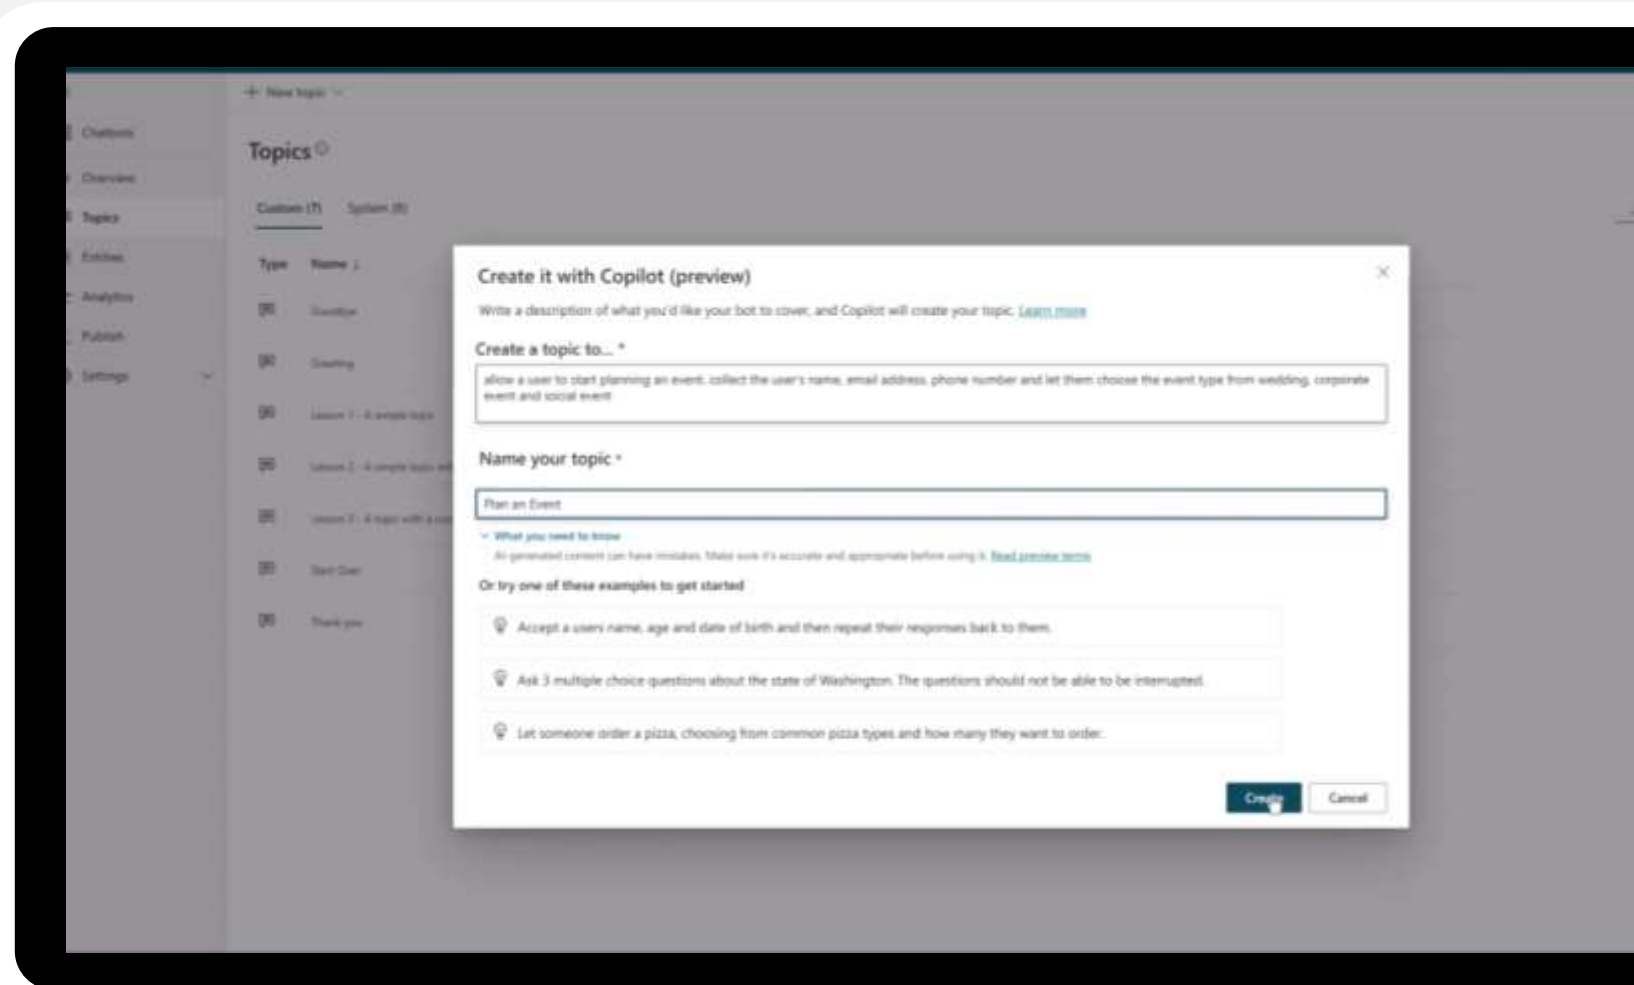 New topic
Chatbots
Topics
Overview
Custom (7) System (8)
Topics
Entities
Type Name ↓
Create it with Copilot (preview)
Analytics
Goodbye
Write a description of what you'd like your bot to cover, and Copilot will create your topic. Learn more
Publish
Create a topic to... *
Greeting
Settings
allow a user to start planning an event, collect the user's name, email address, phone number and let them choose the event type from wedding, corporate
event and social event
Lesson 1 - A simple topic
Name your topic *
Lesson 2 - A simple topic
Plan an Event
Lesson 3 - A topic with a
What you need to know
AI-generated content can have mistakes. Make sure it's accurate and appropriate before using it. Read preview terms
Start Over
Or try one of these examples to get started
Thank you
Accept a users name, age and date of birth and then repeat their responses back to them.
Ask 3 multiple choice questions about the state of Washington. The questions should not be able to be interrupted.
Let someone order a pizza, choosing from common pizza types and how many they want to order.
Create Cancel